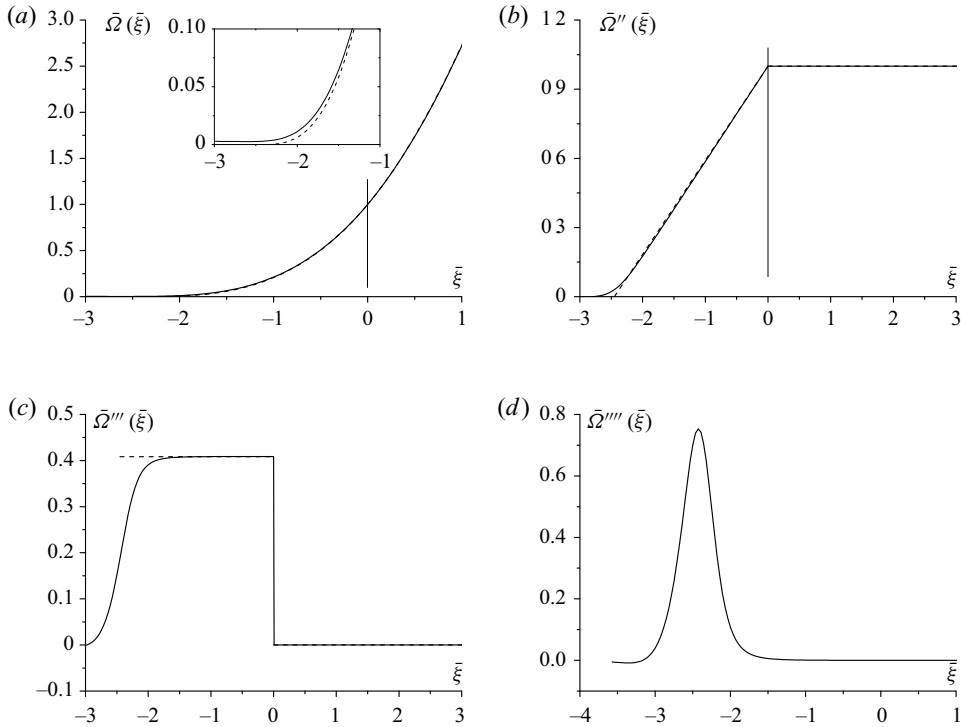 (a) Ω̄ (ξ̄)
3.0
2.5
2.0
1.5
1.0
0.5
0
–3 –2 –1 0 1
ξ̄
0.10
0.05
0
–3 –2 –1
(b) Ω̄″ (ξ̄)
1.2
0 9
0 6
0 3
0
–3 –2 –1 0 1 2 3
ξ̄
(c) Ω̄‴ (ξ̄)
0.5
0.4
0.3
0.2
0.1
0
–0.1
–3 –2 –1 0 1 2 3
ξ̄
(d) Ω̄⁗ (ξ̄)
0.8
0.6
0.4
0.2
0.0
–4 –3 –2 –1 0 1
ξ̄